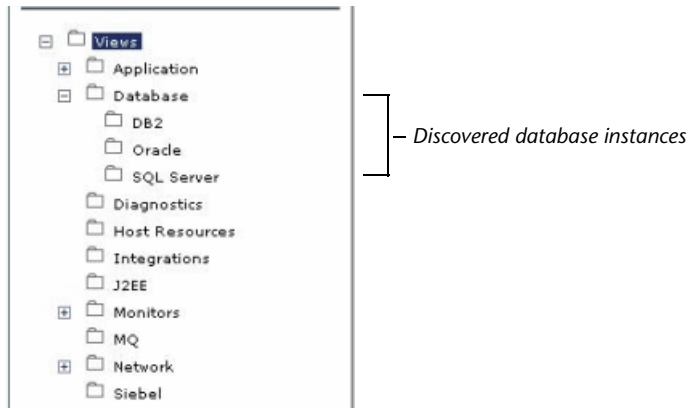 Views
Application
Database
DB2
Oracle
SQL Server
Discovered database instances
Diagnostics
Host Resources
Integrations
J2EE
Monitors
MQ
Network
Siebel